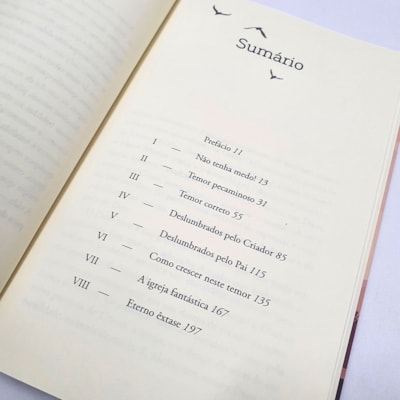 Sumário
Prefácio 11
I — Não tenha medo! 13
II — Temor pecaminoso 31
III — Temor correto 55
IV — Deslumbrados pelo Criador 85
V — Deslumbrados pelo Pai 115
VI — Como crescer neste temor 135
VII — A igreja fantástica 167
VIII — Eterno êxtase 197